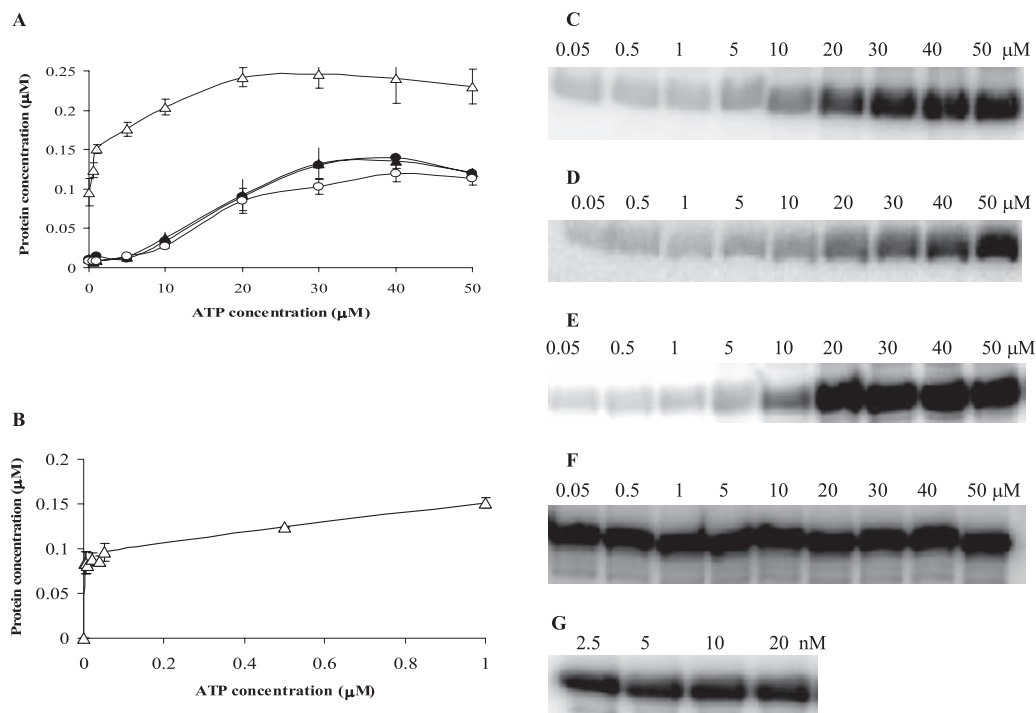 A
Protein concentration (μM)
0.25
0.2
0.15
0.1
0.05
0
0 10 20 30 40 50
ATP concentration (μM)
B
Protein concentration (μM)
0.2
0.15
0.1
0.05
0
0 0.2 0.4 0.6 0.8 1
ATP concentration (μM)
C
0.05 0.5 1 5 10 20 30 40 50 μM
D
0.05 0.5 1 5 10 20 30 40 50 μM
E
0.05 0.5 1 5 10 20 30 40 50 μM
F
0.05 0.5 1 5 10 20 30 40 50 μM
G
2.5 5 10 20 nM